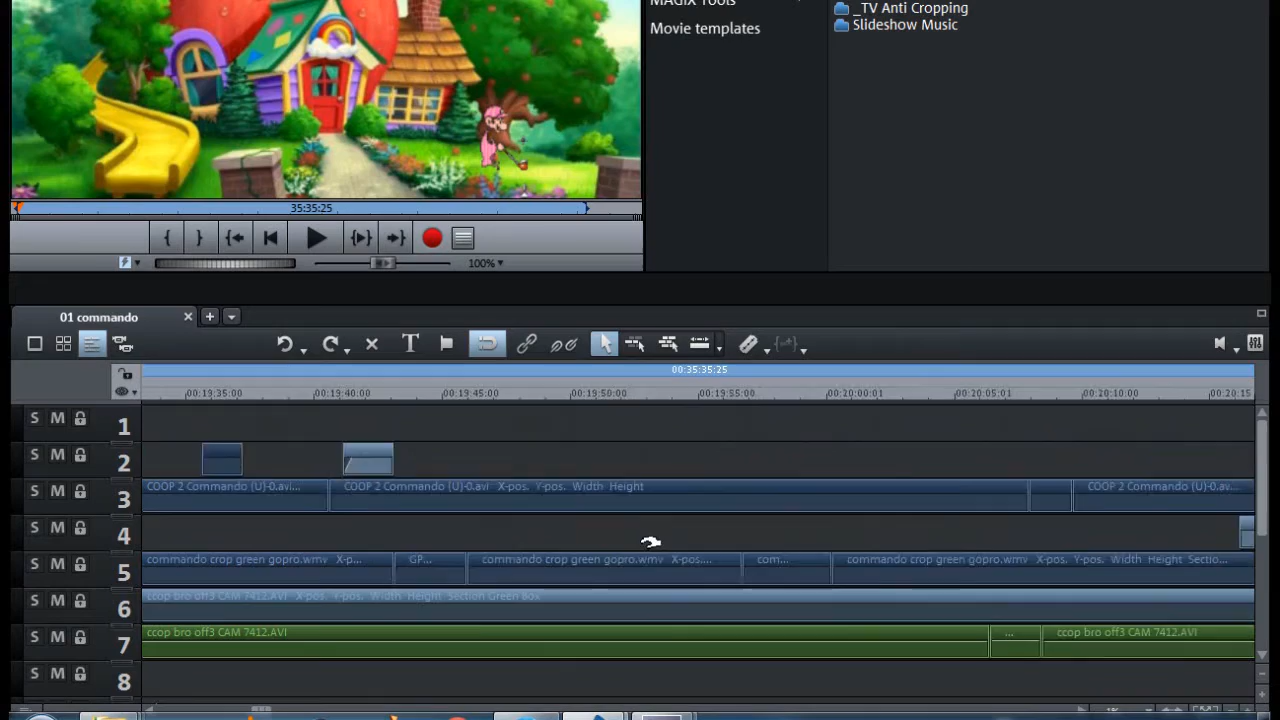 MAGIX Tools
_TV Anti Cropping
Slideshow Music
Movie templates
35:35:25
100%
01 commando
00:35:35:25
00:19:35:00 00:19:40:00 00:19:45:00 00:19:50:00 00:19:55:00 00:20:00:01 00:20:05:01 00:20:10:00 00:20:15
S M 1
S M 2
S M 3 COOP 2 Commando (U)-0.avi... COOP 2 Commando (U)-0.avi X-pos. Y-pos. Width Height COOP 2 Commando (U)-0.av...
S M 4
S M 5 commando crop green gopro.wmv X-p... GP... commando crop green gopro.wmv X-pos.... com... commando crop green gopro.wmv X-pos. Y-pos. Width Height Sectio...
S M 6 ccop bro off3 CAM 7412.AVI X-pos. Y-pos. Width Height Section Green Box
S M 7 ccop bro off3 CAM 7412.AVI ... ccop bro off3 CAM 7412.AVI
S M 8